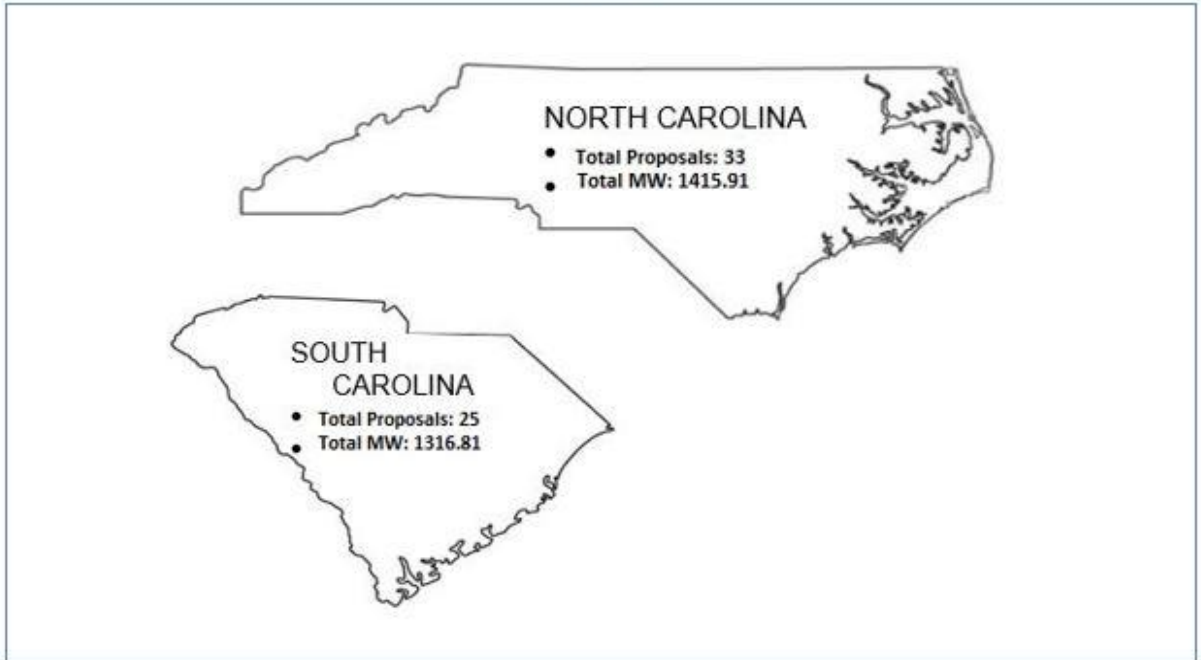 NORTH CAROLINA
• Total Proposals: 33
• Total MW: 1415.91
SOUTH
CAROLINA
• Total Proposals: 25
• Total MW: 1316.81